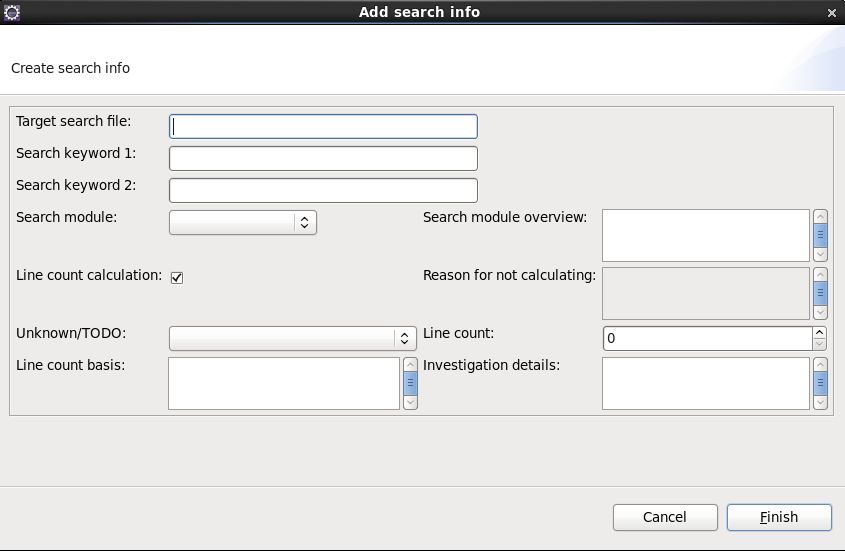 Add search info
Create search info
Target search file:
Search keyword 1:
Search keyword 2:
Search module:
Search module overview:
Line count calculation:
Reason for not calculating:
Unknown/TODO:
Line count:
0
Line count basis:
Investigation details:
Cancel
Finish